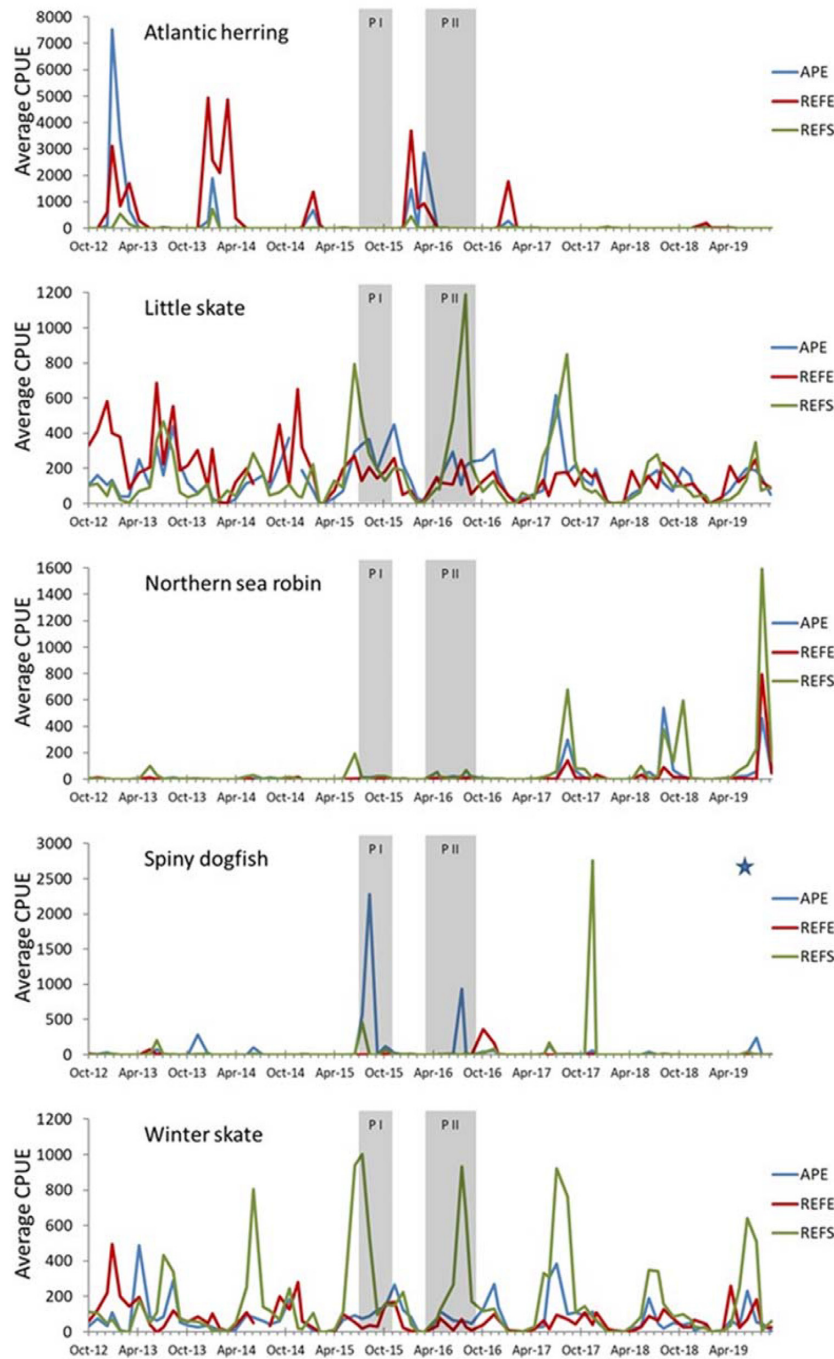 Atlantic herring
P I
P II
Average CPUE
8000
7000
6000
5000
4000
3000
2000
1000
0
Oct-12 Apr-13 Oct-13 Apr-14 Oct-14 Apr-15 Oct-15 Apr-16 Oct-16 Apr-17 Oct-17 Apr-18 Oct-18 Apr-19
APE
REFE
REFS
Little skate
P I
P II
Average CPUE
1200
1000
800
600
400
200
0
Oct-12 Apr-13 Oct-13 Apr-14 Oct-14 Apr-15 Oct-15 Apr-16 Oct-16 Apr-17 Oct-17 Apr-18 Oct-18 Apr-19
APE
REFE
REFS
Northern sea robin
P I
P II
Average CPUE
1600
1400
1200
1000
800
600
400
200
0
Oct-12 Apr-13 Oct-13 Apr-14 Oct-14 Apr-15 Oct-15 Apr-16 Oct-16 Apr-17 Oct-17 Apr-18 Oct-18 Apr-19
APE
REFE
REFS
Spiny dogfish
P I
P II
Average CPUE
3000
2500
2000
1500
1000
500
0
Oct-12 Apr-13 Oct-13 Apr-14 Oct-14 Apr-15 Oct-15 Apr-16 Oct-16 Apr-17 Oct-17 Apr-18 Oct-18 Apr-19
APE
REFE
REFS
Winter skate
P I
P II
Average CPUE
1200
1000
800
600
400
200
0
Oct-12 Apr-13 Oct-13 Apr-14 Oct-14 Apr-15 Oct-15 Apr-16 Oct-16 Apr-17 Oct-17 Apr-18 Oct-18 Apr-19
APE
REFE
REFS